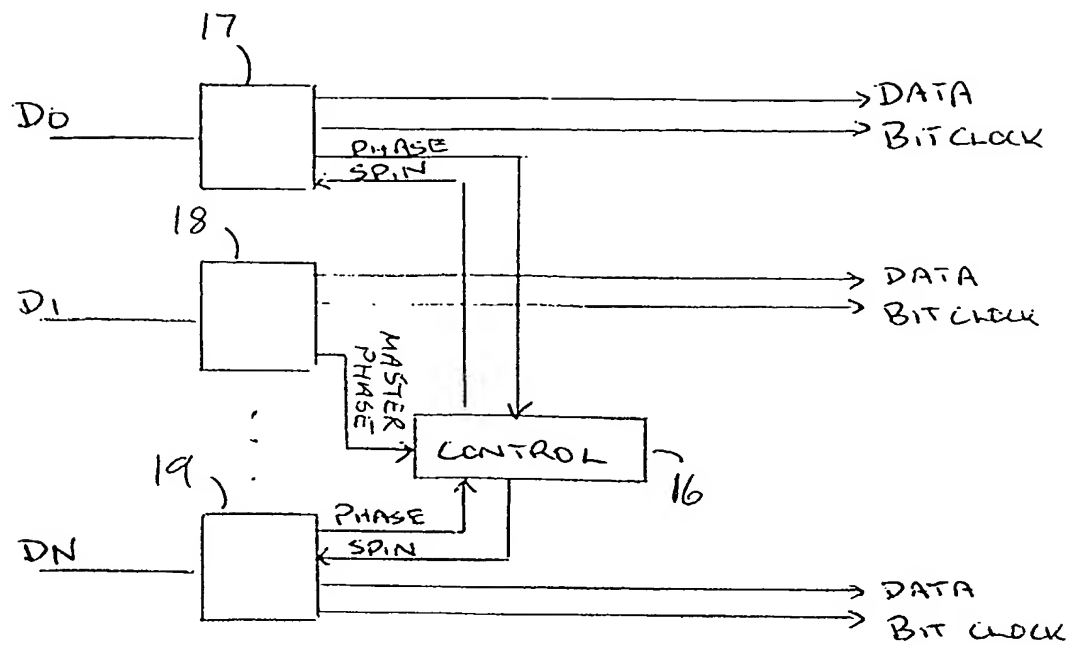 17
D0
DATA
BIT CLOCK
PHASE
SPIN
18
D1
DATA
BIT CLOCK
MASTER
PHASE
CONTROL
16
19
PHASE
SPIN
DN
DATA
BIT CLOCK